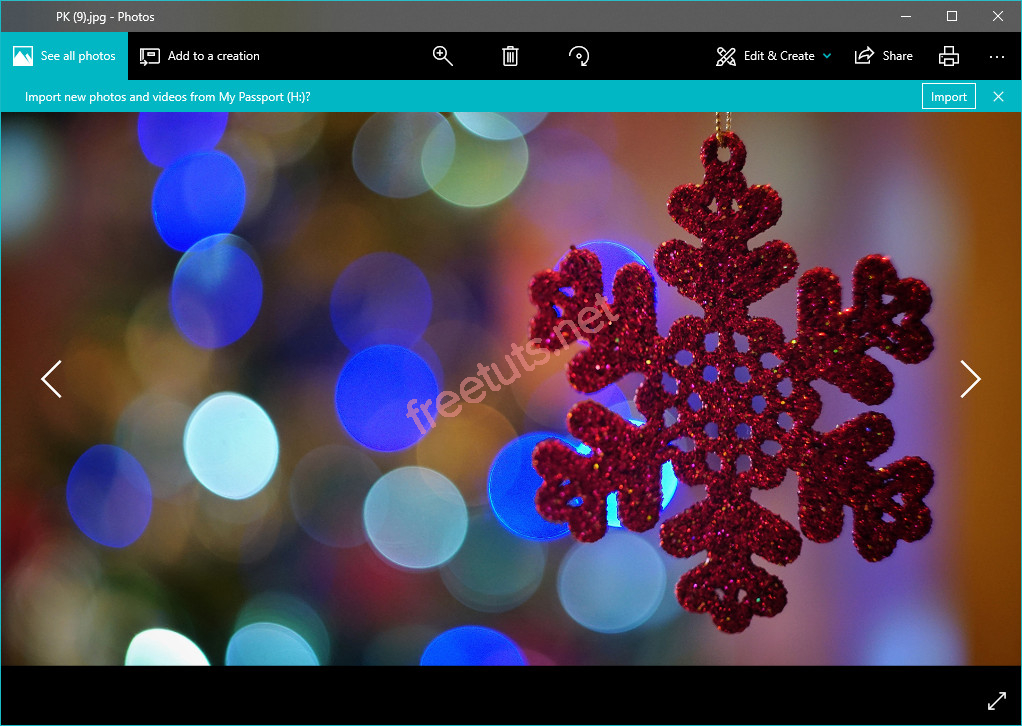 PK (9).jpg - Photos
See all photos
Add to a creation
Edit & Create
Share
Import new photos and videos from My Passport (H:)?
Import
freetuts.net